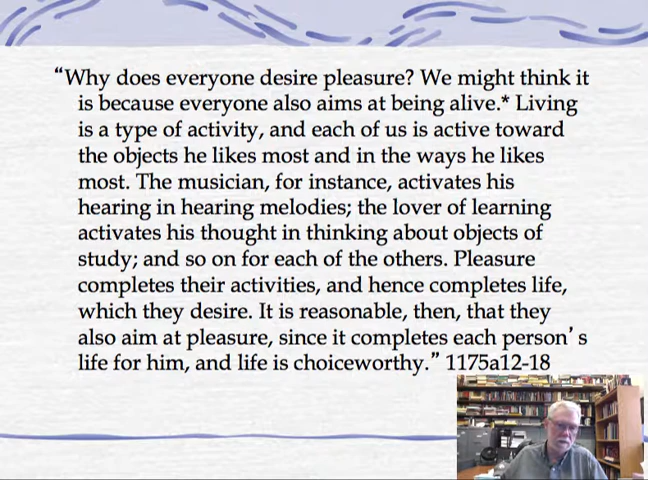 “Why does everyone desire pleasure? We might think it
is because everyone also aims at being alive.* Living
is a type of activity, and each of us is active toward
the objects he likes most and in the ways he likes
most. The musician, for instance, activates his
hearing in hearing melodies; the lover of learning
activates his thought in thinking about objects of
study; and so on for each of the others. Pleasure
completes their activities, and hence completes life,
which they desire. It is reasonable, then, that they
also aim at pleasure, since it completes each person’s
life for him, and life is choiceworthy.” 1175a12-18